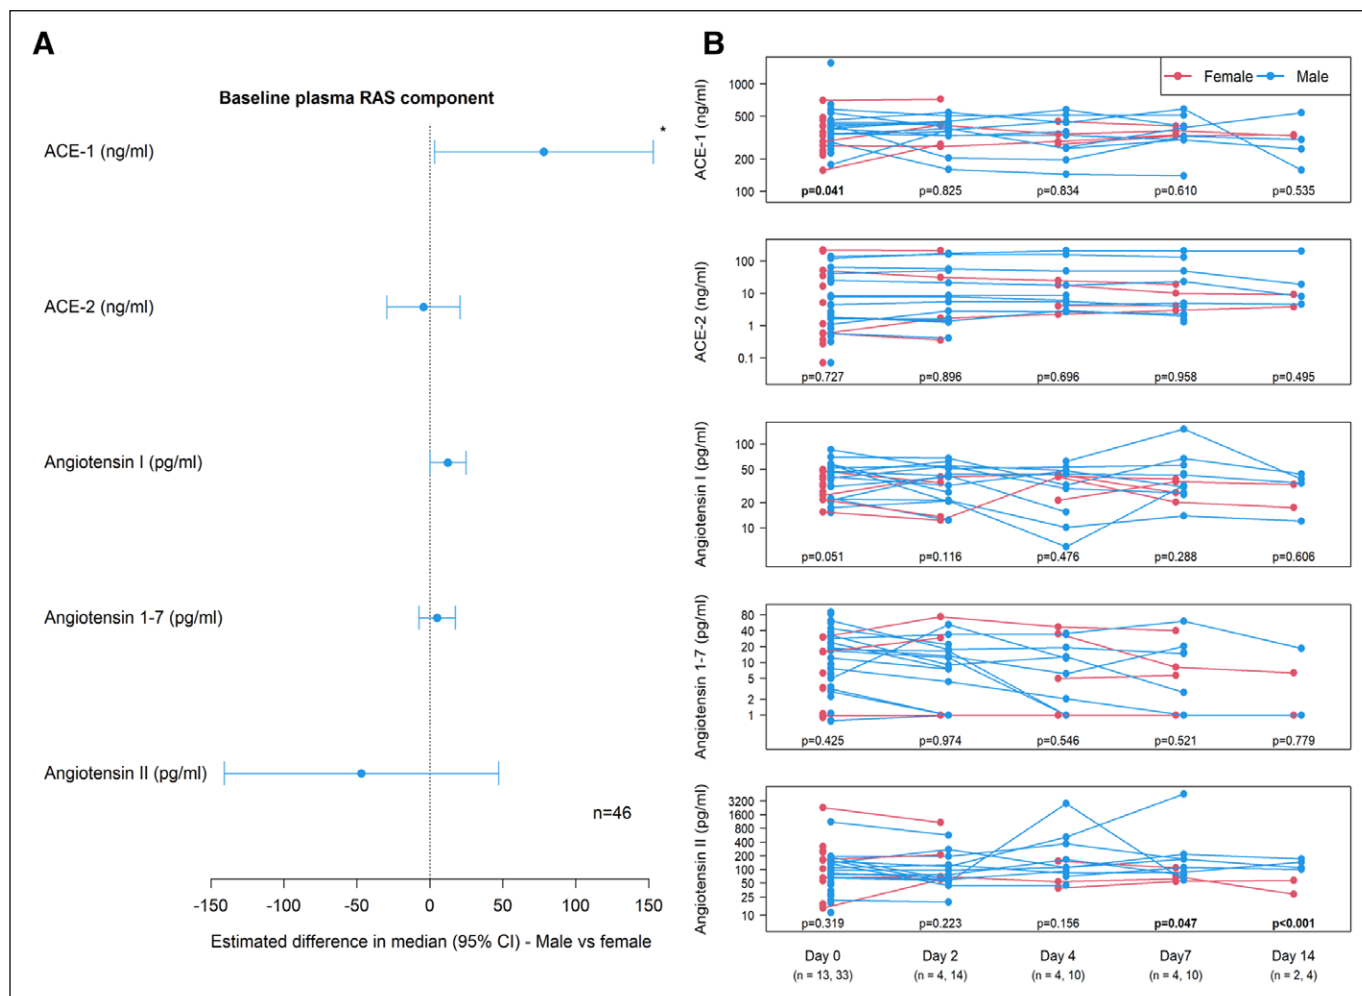 A
Baseline plasma RAS component
ACE-1 (ng/ml)
*
ACE-2 (ng/ml)
Angiotensin I (pg/ml)
Angiotensin 1-7 (pg/ml)
Angiotensin II (pg/ml)
n=46
-150 -100 -50 0 50 100 150
Estimated difference in median (95% CI) - Male vs female
B
Female Male
ACE-1 (ng/ml)
1000
500
200
100
p=0.041 p=0.825 p=0.834 p=0.610 p=0.535
ACE-2 (ng/ml)
100
10
1
0.1
p=0.727 p=0.896 p=0.696 p=0.958 p=0.495
Angiotensin I (pg/ml)
100
50
20
10
p=0.051 p=0.116 p=0.476 p=0.288 p=0.606
Angiotensin 1-7 (pg/ml)
80
40
20
10
5
2
1
p=0.425 p=0.974 p=0.546 p=0.521 p=0.779
Angiotensin II (pg/ml)
3200
1600
800
400
200
100
50
25
10
p=0.319 p=0.223 p=0.156 p=0.047 p<0.001
Day 0 Day 2 Day 4 Day7 Day 14
(n = 13, 33) (n = 4, 14) (n = 4, 10) (n = 4, 10) (n = 2, 4)